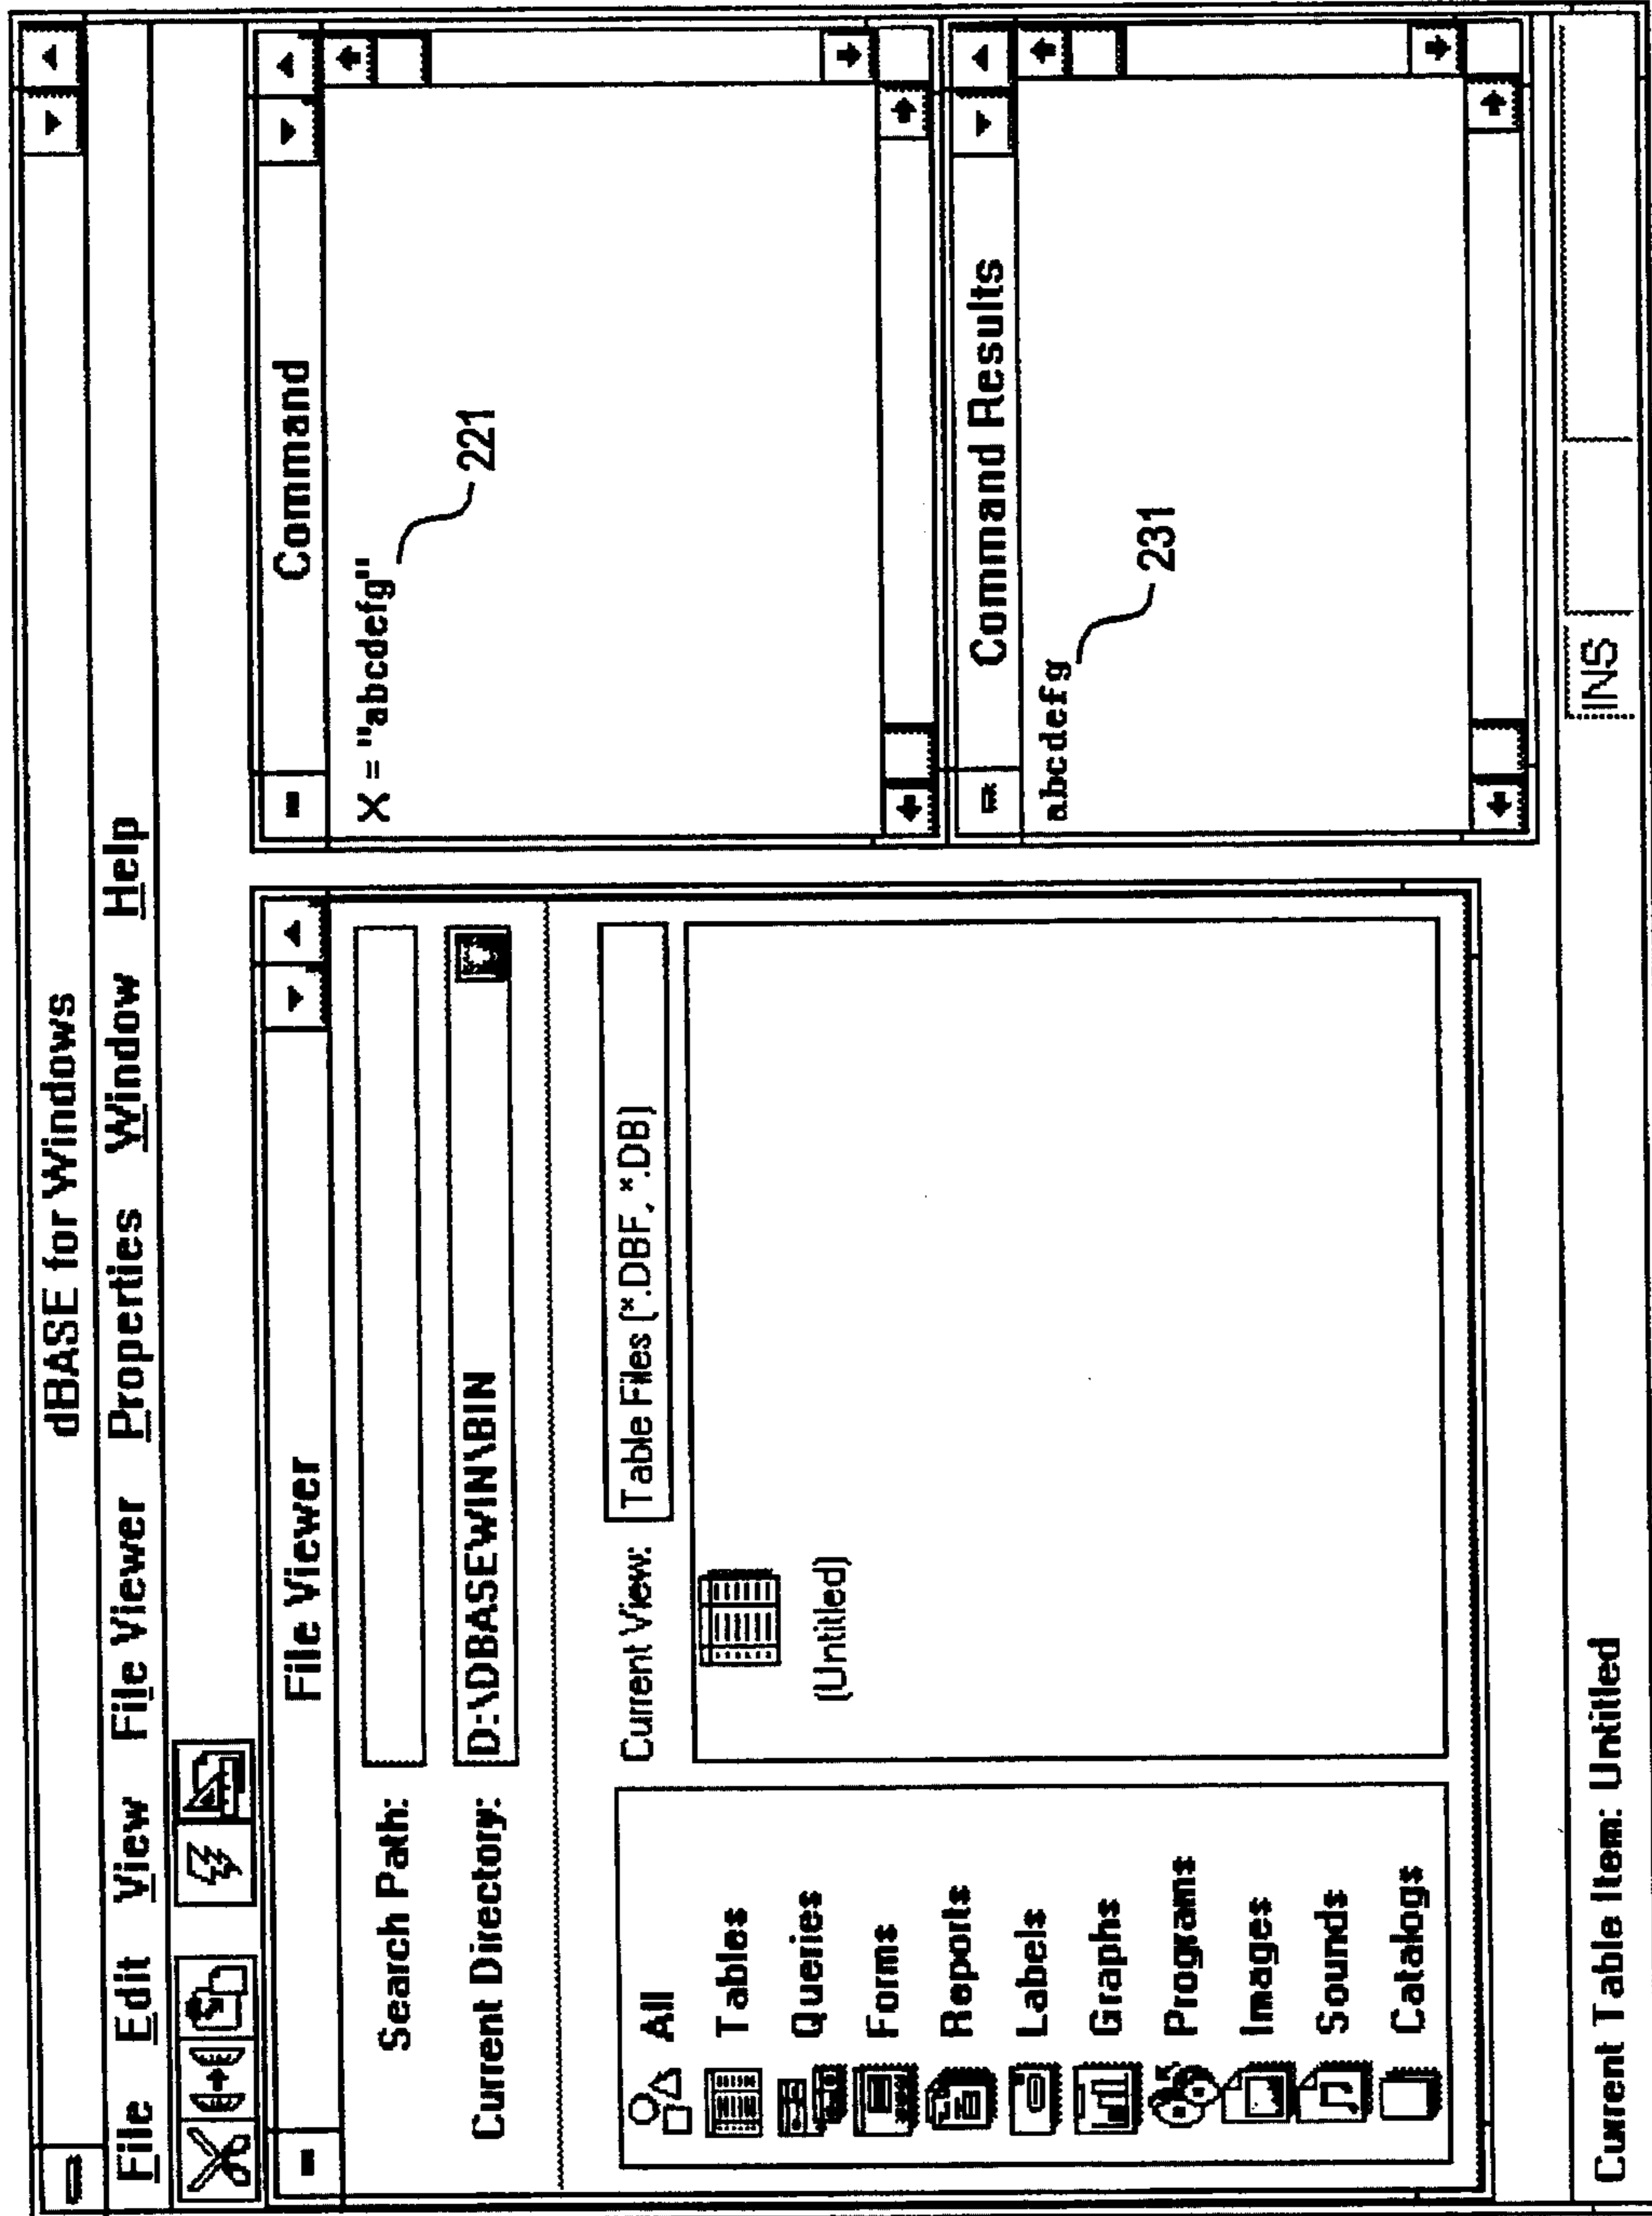 dBASE for Windows
File Edit View File Viewer Properties Window Help
File Viewer
Search Path:
Current Directory: D:\DBASEWIN\BIN
Current View: Table Files (*.DBF, *.DB)
All
Tables
Queries
Forms
Reports
Labels
Graphs
Programs
Images
Sounds
Catalogs
(Untitled)
Command
X = "abcdefg"
221
Command Results
abcdefg
231
Current Table Item: Untitled
INS